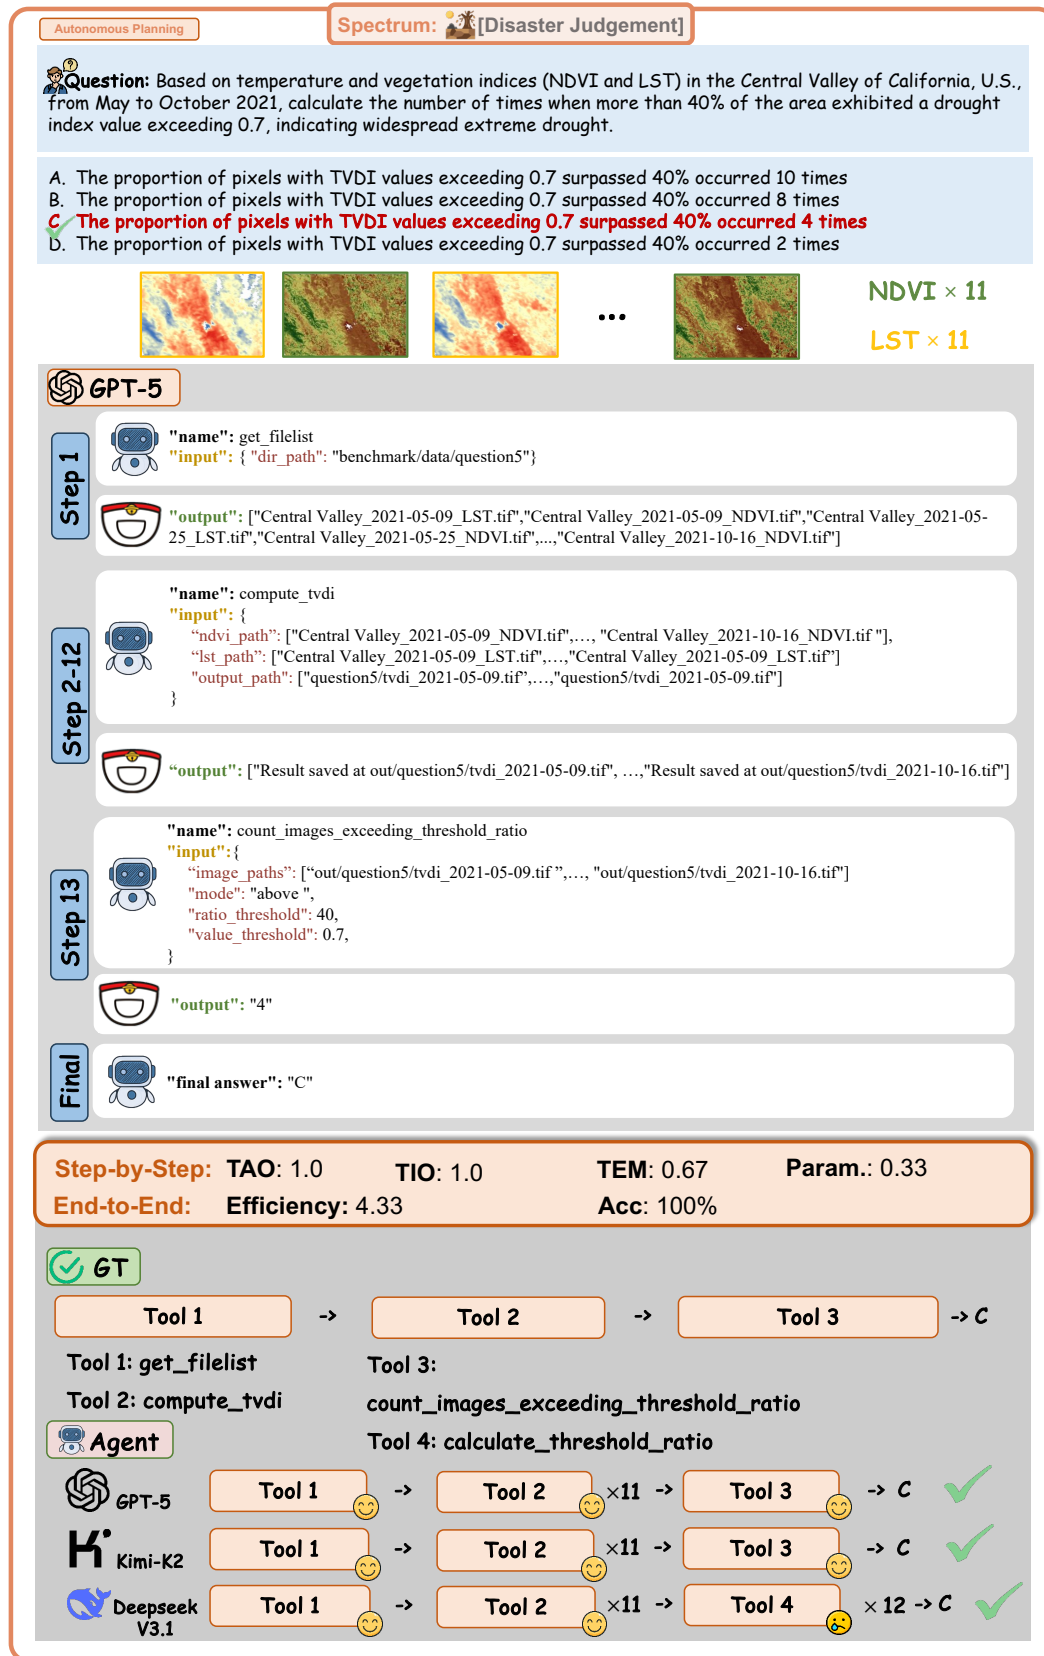 Autonomous Planning
Spectrum: [Disaster Judgement]
Question: Based on temperature and vegetation indices (NDVI and LST) in the Central Valley of California, U.S.,
from May to October 2021, calculate the number of times when more than 40% of the area exhibited a drought
index value exceeding 0.7, indicating widespread extreme drought.
A. The proportion of pixels with TVDI values exceeding 0.7 surpassed 40% occurred 10 times
B. The proportion of pixels with TVDI values exceeding 0.7 surpassed 40% occurred 8 times
C. The proportion of pixels with TVDI values exceeding 0.7 surpassed 40% occurred 4 times
D. The proportion of pixels with TVDI values exceeding 0.7 surpassed 40% occurred 2 times
...
NDVI × 11
LST × 11
GPT-5
Step 1
"name": get_filelist
"input": { "dir_path": "benchmark/data/question5"}
"output": ["Central Valley_2021-05-09_LST.tif","Central Valley_2021-05-09_NDVI.tif","Central Valley_2021-05-
25_LST.tif","Central Valley_2021-05-25_NDVI.tif",...,"Central Valley_2021-10-16_NDVI.tif"]
Step 2-12
"name": compute_tvdi
"input": {
“ndvi_path”: ["Central Valley_2021-05-09_NDVI.tif",…, "Central Valley_2021-10-16_NDVI.tif "],
“lst_path”: ["Central Valley_2021-05-09_LST.tif",…,"Central Valley_2021-05-09_LST.tif”]
"output_path": ["question5/tvdi_2021-05-09.tif”,…,"question5/tvdi_2021-05-09.tif"]
}
“output": ["Result saved at out/question5/tvdi_2021-05-09.tif", …,"Result saved at out/question5/tvdi_2021-10-16.tif"]
Step 13
"name": count_images_exceeding_threshold_ratio
"input":{
“image_paths”: [“out/question5/tvdi_2021-05-09.tif ”,…, "out/question5/tvdi_2021-10-16.tif"]
"mode": "above ",
"ratio_threshold": 40,
"value_threshold": 0.7,
}
"output": "4"
Final
"final answer": "C"
Step-by-Step: TAO: 1.0 TIO: 1.0 TEM: 0.67 Param.: 0.33
End-to-End: Efficiency: 4.33 Acc: 100%
GT
Tool 1 -> Tool 2 -> Tool 3 -> C
Tool 1: get_filelist
Tool 2: compute_tvdi
Tool 3:
count_images_exceeding_threshold_ratio
Tool 4: calculate_threshold_ratio
Agent
GPT-5 Tool 1 -> Tool 2 ×11 -> Tool 3 -> C
Kimi-K2 Tool 1 -> Tool 2 ×11 -> Tool 3 -> C
Deepseek V3.1 Tool 1 -> Tool 2 ×11 -> Tool 4 × 12 -> C